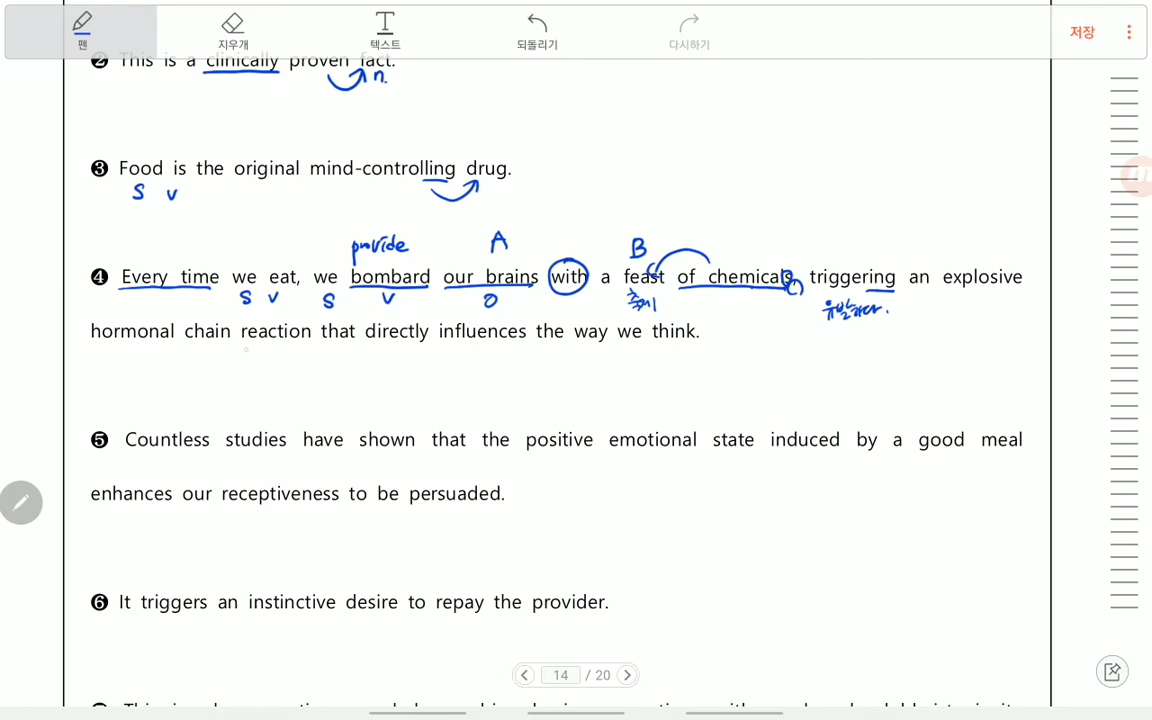 펜 지우개 텍스트 되돌리기 다시하기 저장
❷ This is a clinically proven fact.
n.
❸ Food is the original mind-controlling drug.
S V
provide A B
❹ Every time we eat, we bombard our brains with a feast of chemicals, triggering an explosive
S V S V O 축제 유발하다.
hormonal chain reaction that directly influences the way we think.
❺ Countless studies have shown that the positive emotional state induced by a good meal
enhances our receptiveness to be persuaded.
❻ It triggers an instinctive desire to repay the provider.
14 / 20